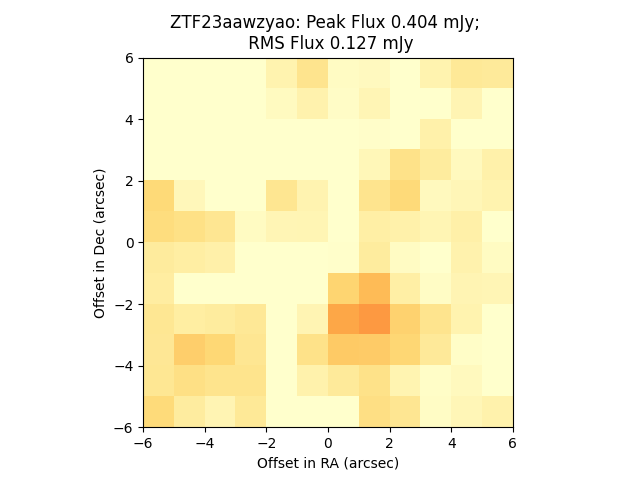 ZTF23aawzyao: Peak Flux 0.404 mJy;
RMS Flux 0.127 mJy
6
4
2
0
−2
−4
−6
Offset in Dec (arcsec)
−6 −4 −2 0 2 4 6
Offset in RA (arcsec)